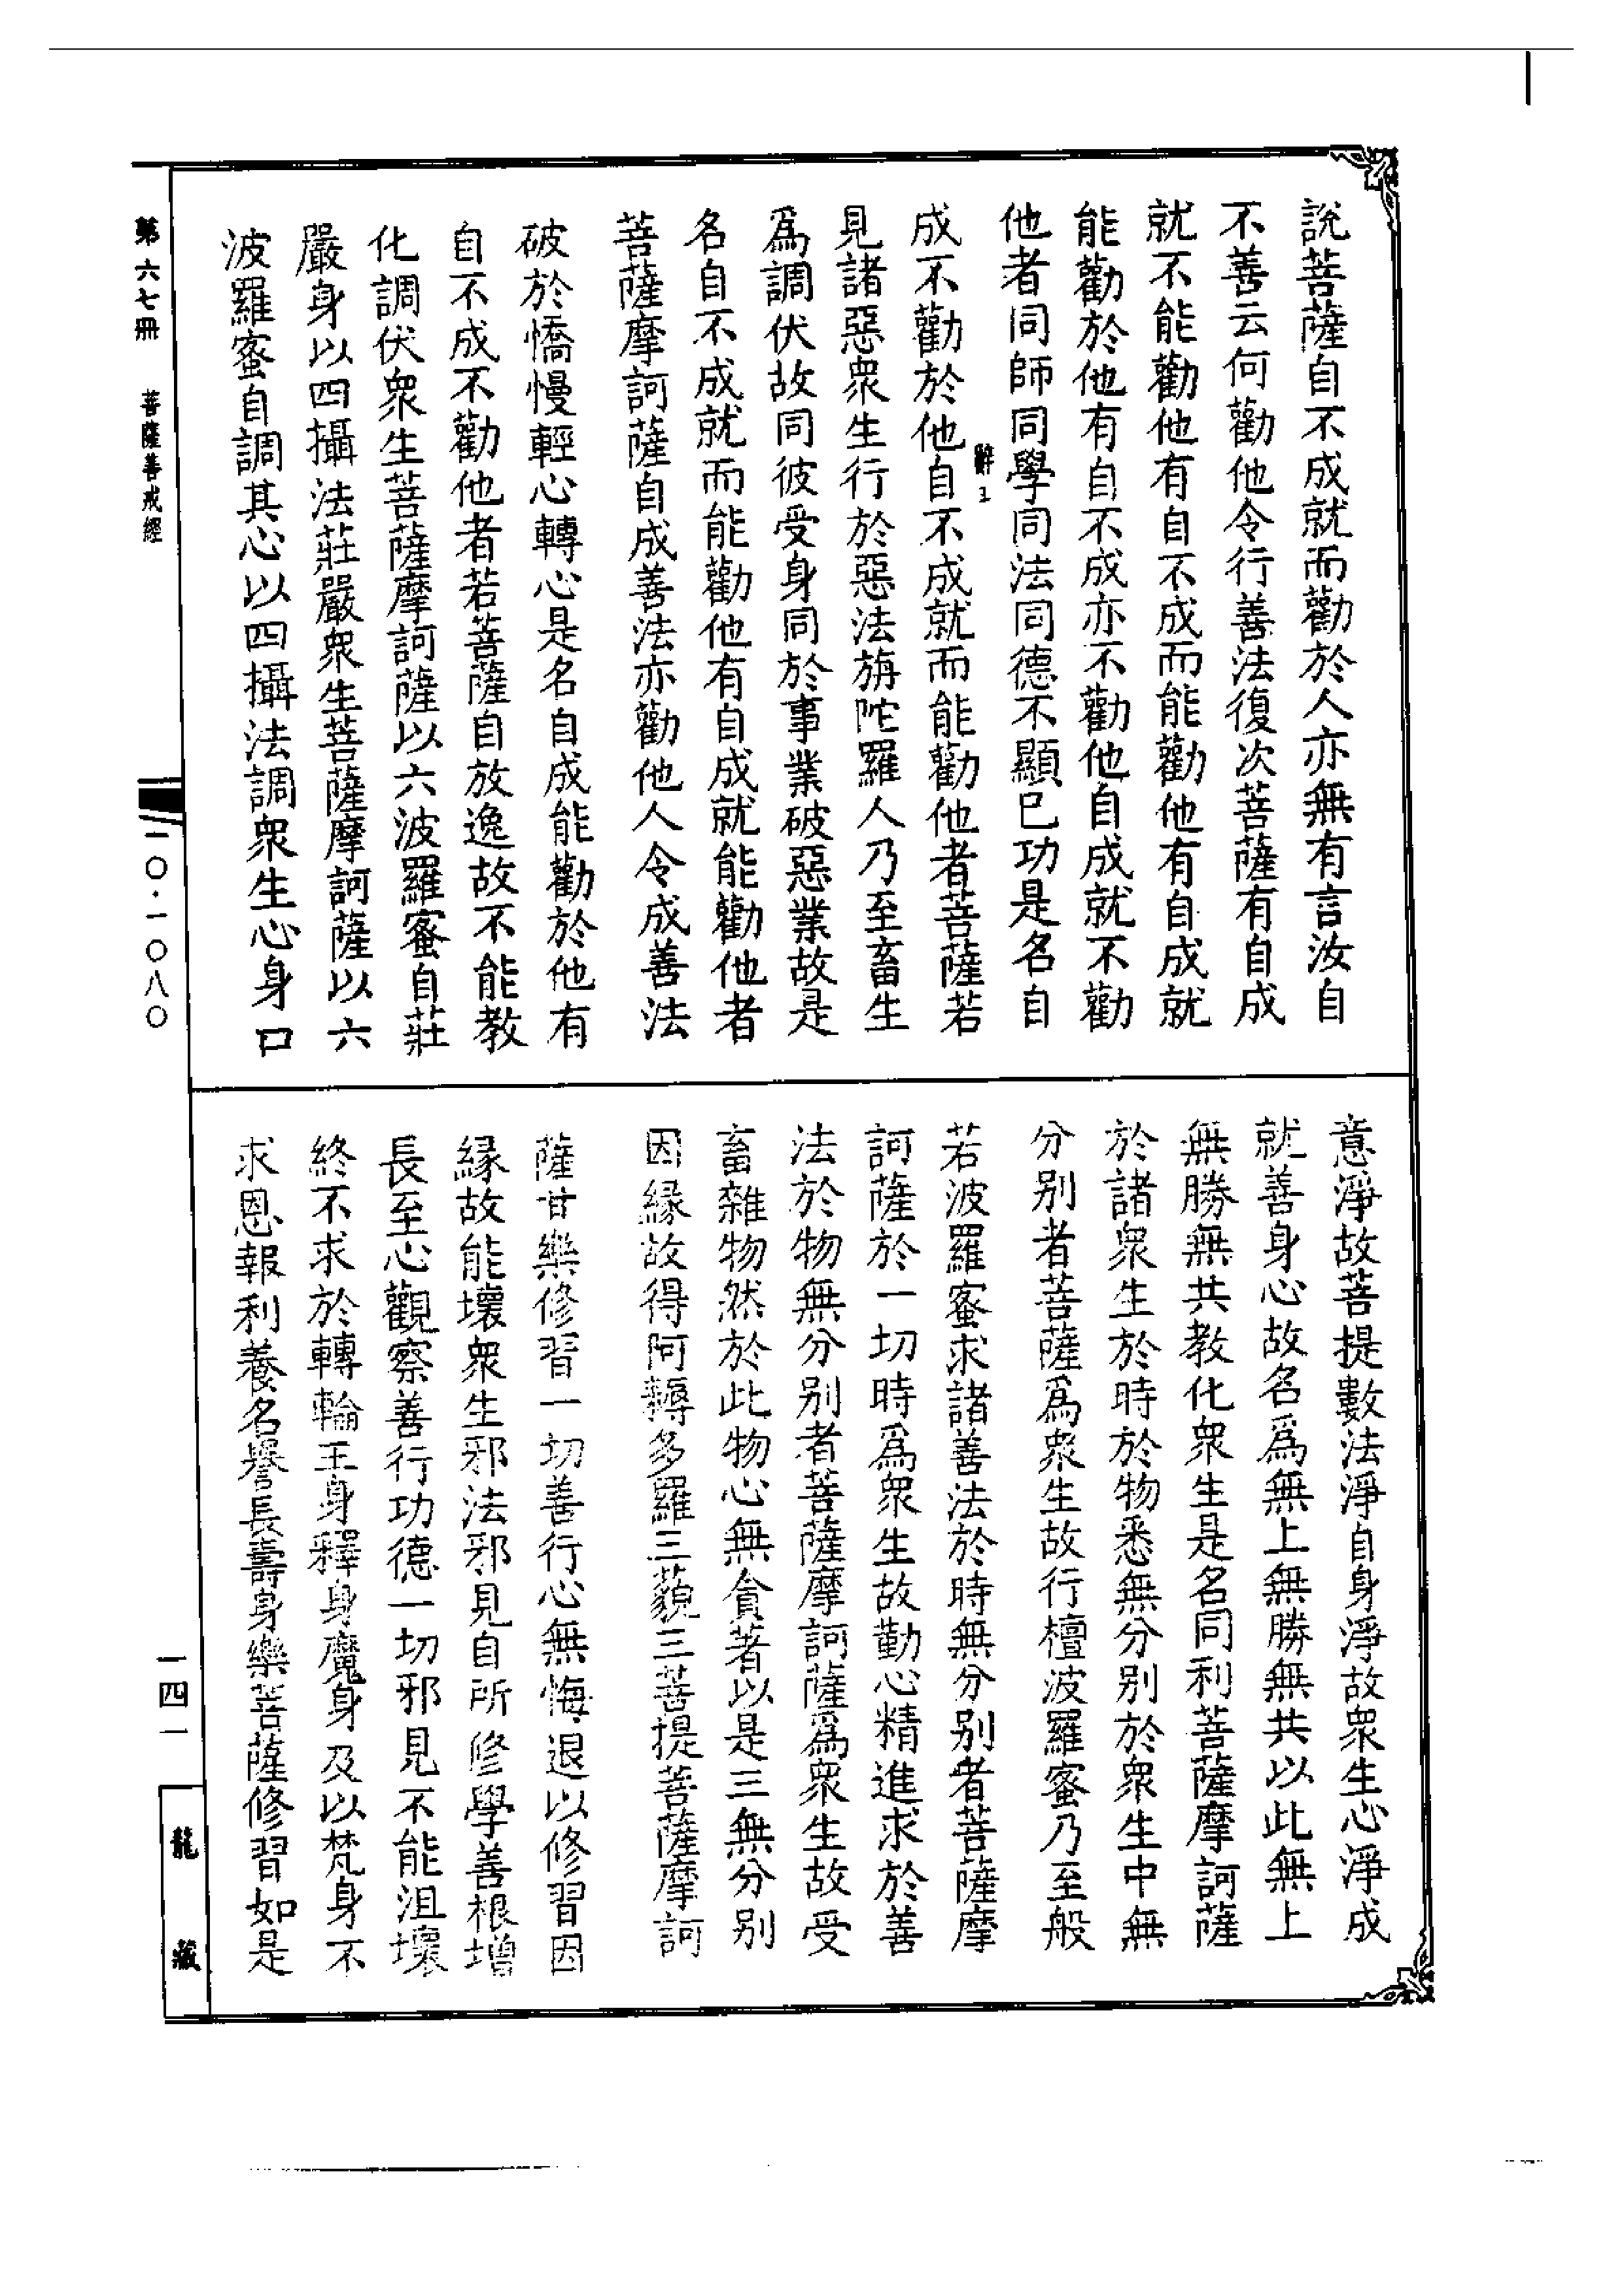 說菩薩自不成就而勸於人亦無有言汝自
不善云何勸他令行善法復次菩薩有自成
就不能勸他有自不成而能勸他有自成就
能勸於他有自不成亦不勸他自成就不勸
他者同師同學同法同德不顯已功是名自
成不勸於他自不成就而能勸他者菩薩若
見諸惡衆生行於惡法旃陀羅人乃至畜生
爲調伏故同彼受身同於事業破惡業故是
名自不成就而能勸他有自成就能勸他者
菩薩摩訶薩自成善法亦勸他人令成善法
破於憍慢輕心轉心是名自成能勸於他有
自不成不勸他者若菩薩自放逸故不能教
化調伏衆生菩薩摩訶薩以六波羅蜜自莊
嚴身以四攝法莊嚴衆生菩薩摩訶薩以六
波羅蜜自調其心以四攝法調衆生心身口
意淨故菩提數法淨自身淨故衆生心淨成
就善身心故名爲無上無勝無共以此無上
無勝無共教化衆生是名同利菩薩摩訶薩
於諸衆生於時於物悉無分别於衆生中無
分别者菩薩爲衆生故行檀波羅蜜乃至般
若波羅蜜求諸善法於時無分别者菩薩摩
訶薩於一切時爲衆生故勤心精進求於善
法於物無分别者菩薩摩訶薩爲衆生故受
畜雜物然於此物心無貪著以是三無分别
因緣故得阿耨多羅三藐三菩提菩薩摩訶
薩甘樂修習一切善行心無悔退以修習因
緣故能壞衆生邪法邪見自所修學善根增
長至心觀察善行功德一切邪見不能沮壞
終不求於轉輪王身釋身魔身及以梵身不
求恩報利養名譽長壽身樂菩薩修習如是
第六七冊
菩薩善戒經
一〇·一〇八〇
一四一
龍藏